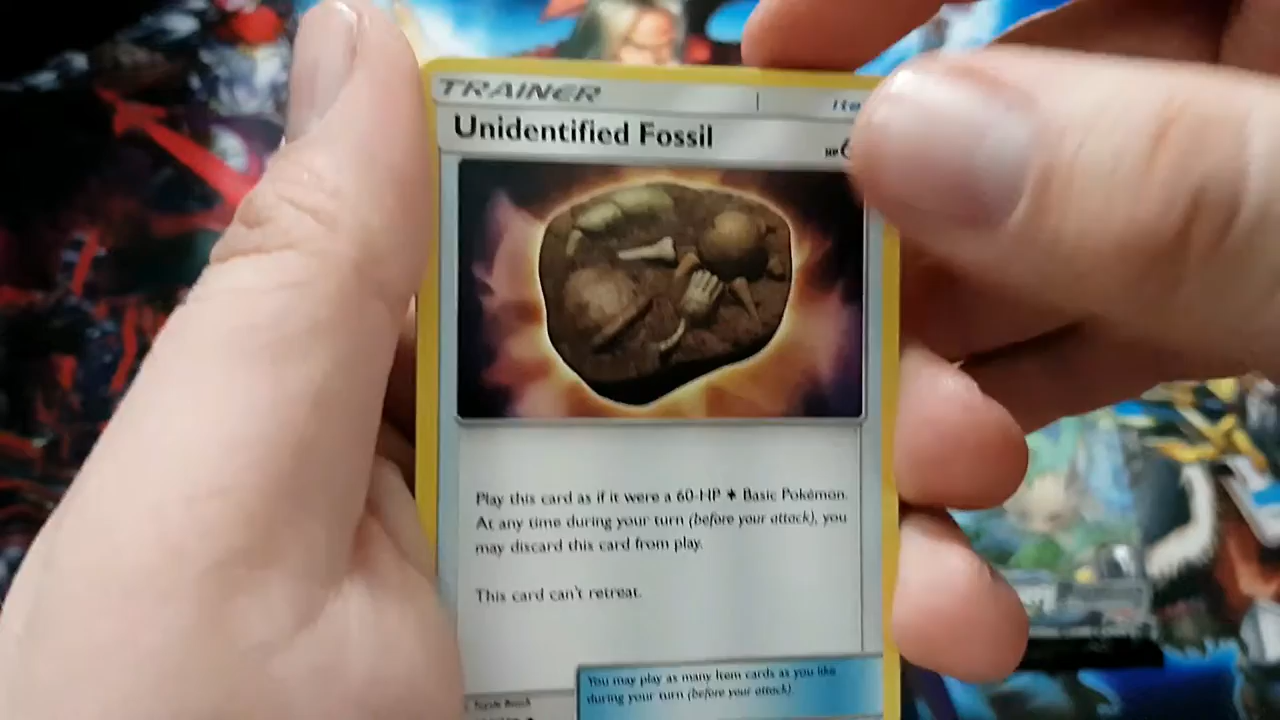 TRAINER
Ite
Unidentified Fossil
HP 6
Play this card as if it were a 60-HP Basic Pokémon.
At any time during your turn (before your attack), you
may discard this card from play.
This card can't retreat.
You may play as many Item cards as you like
during your turn (before your attack).